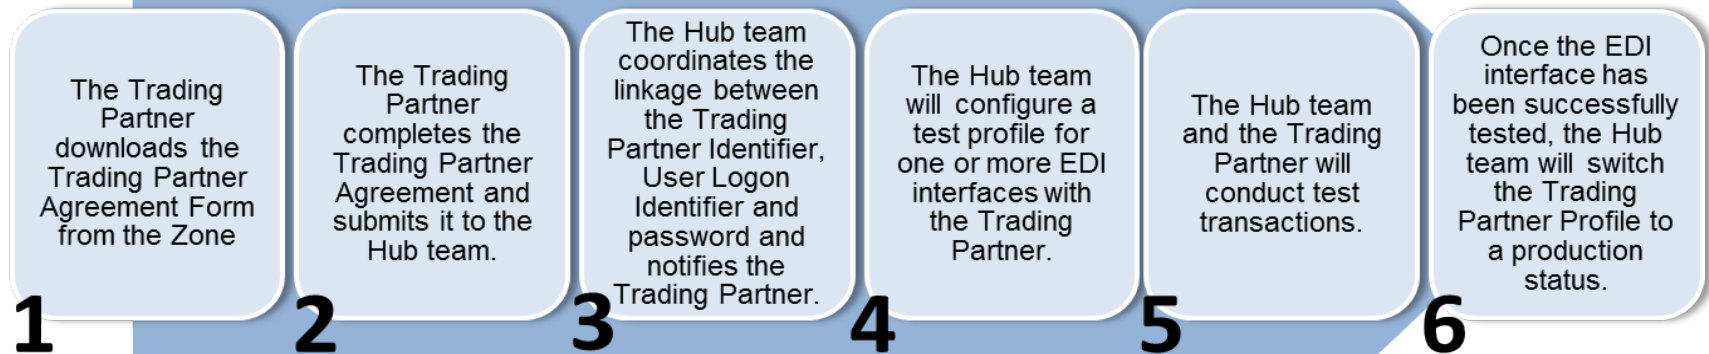 The Trading
Partner
downloads the
Trading Partner
Agreement Form
from the Zone
1
The Trading
Partner
completes the
Trading Partner
Agreement and
submits it to the
Hub team.
2
The Hub team
coordinates the
linkage between
the Trading
Partner Identifier,
User Logon
Identifier and
password and
notifies the
Trading Partner.
3
The Hub team
will configure a
test profile for
one or more EDI
interfaces with
the Trading
Partner.
4
The Hub team
and the Trading
Partner will
conduct test
transactions.
5
Once the EDI
interface has
been successfully
tested, the Hub
team will switch
the Trading
Partner Profile to
a production
status.
6